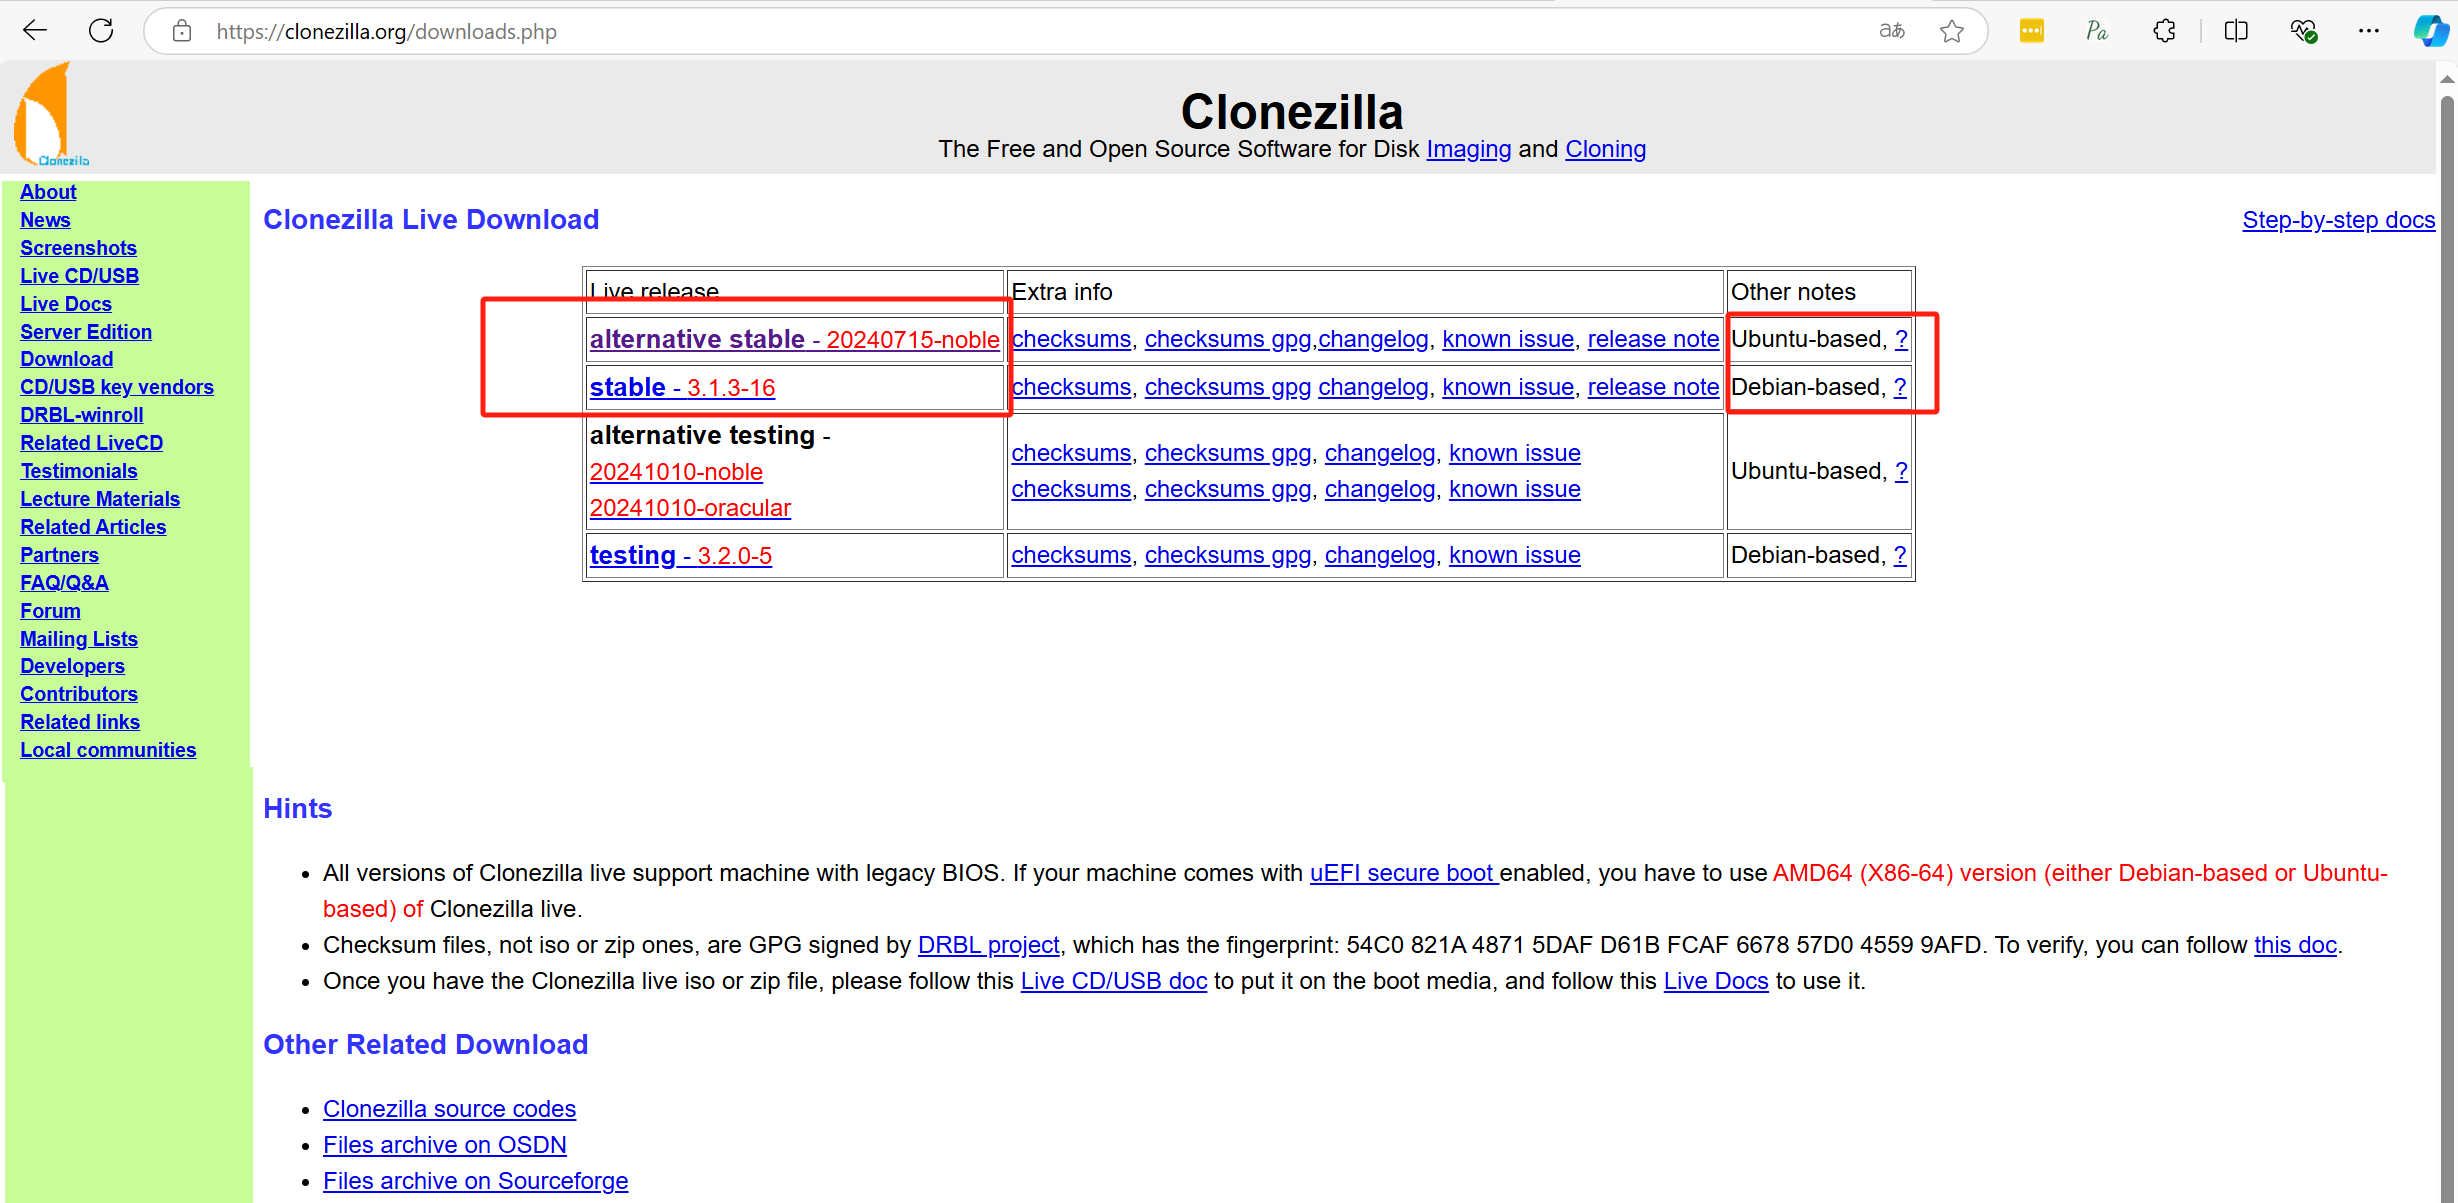 https://clonezilla.org/downloads.php
aあ
Pa
Clonezilla
Clonezilla
The Free and Open Source Software for Disk Imaging and Cloning
About
News
Screenshots
Live CD/USB
Live Docs
Server Edition
Download
CD/USB key vendors
DRBL-winroll
Related LiveCD
Testimonials
Lecture Materials
Related Articles
Partners
FAQ/Q&A
Forum
Mailing Lists
Developers
Contributors
Related links
Local communities
Clonezilla Live Download
Step-by-step docs
Live release Extra info Other notes
alternative stable - 20240715-noble checksums, checksums gpg,changelog, known issue, release note Ubuntu-based, ?
stable - 3.1.3-16 checksums, checksums gpg changelog, known issue, release note Debian-based, ?
alternative testing -
20241010-noble
20241010-oracular
checksums, checksums gpg, changelog, known issue
checksums, checksums gpg, changelog, known issue
Ubuntu-based, ?
testing - 3.2.0-5 checksums, checksums gpg, changelog, known issue Debian-based, ?
Hints
• All versions of Clonezilla live support machine with legacy BIOS. If your machine comes with uEFI secure boot enabled, you have to use AMD64 (X86-64) version (either Debian-based or Ubuntu-
based) of Clonezilla live.
• Checksum files, not iso or zip ones, are GPG signed by DRBL project, which has the fingerprint: 54C0 821A 4871 5DAF D61B FCAF 6678 57D0 4559 9AFD. To verify, you can follow this doc.
• Once you have the Clonezilla live iso or zip file, please follow this Live CD/USB doc to put it on the boot media, and follow this Live Docs to use it.
Other Related Download
• Clonezilla source codes
• Files archive on OSDN
• Files archive on Sourceforge